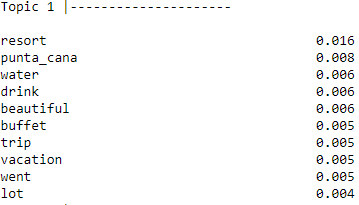 Topic 1 |---------------------
resort 0.016
punta_cana 0.008
water 0.006
drink 0.006
beautiful 0.006
buffet 0.005
trip 0.005
vacation 0.005
went 0.005
lot 0.004